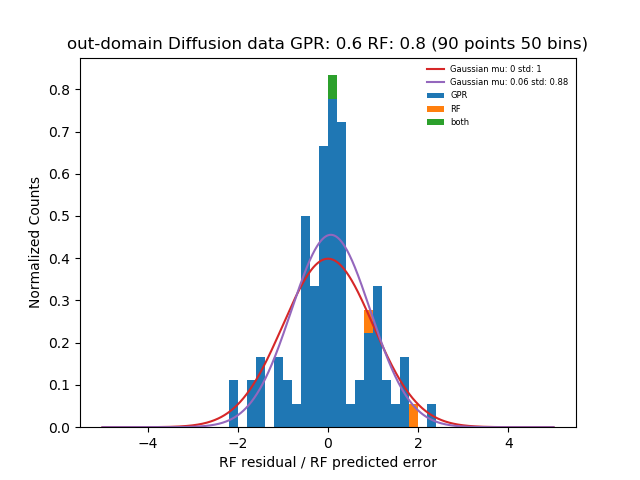 out-domain Diffusion data GPR: 0.6 RF: 0.8 (90 points 50 bins)
Gaussian mu: 0 std: 1
Gaussian mu: 0.06 std: 0.88
GPR
RF
both
Normalized Counts
0.8
0.7
0.6
0.5
0.4
0.3
0.2
0.1
0.0
−4 −2 0 2 4
RF residual / RF predicted error